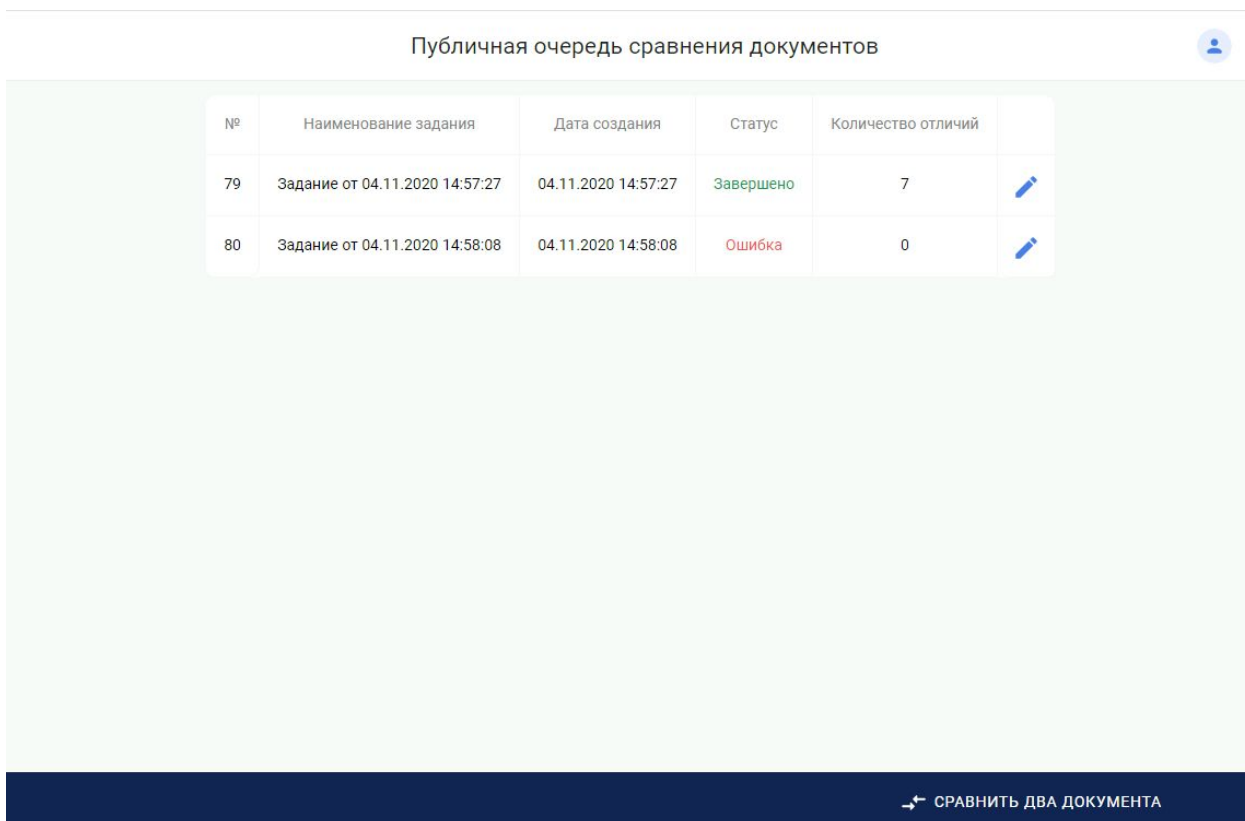 Публичная очередь сравнения документов
№ Наименование задания Дата создания Статус Количество отличий
79 Задание от 04.11.2020 14:57:27 04.11.2020 14:57:27 Завершено 7
80 Задание от 04.11.2020 14:58:08 04.11.2020 14:58:08 Ошибка 0
СРАВНИТЬ ДВА ДОКУМЕНТА